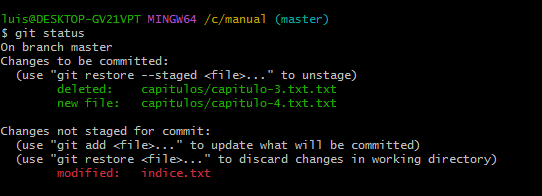 luis@DESKTOP-GV21VPT MINGW64 /c/manual (master)
$ git status
On branch master
Changes to be committed:
  (use "git restore --staged <file>..." to unstage)
        deleted:    capitulos/capitulo-3.txt.txt
        new file:   capitulos/capitulo-4.txt.txt

Changes not staged for commit:
  (use "git add <file>..." to update what will be committed)
  (use "git restore <file>..." to discard changes in working directory)
        modified:   indice.txt